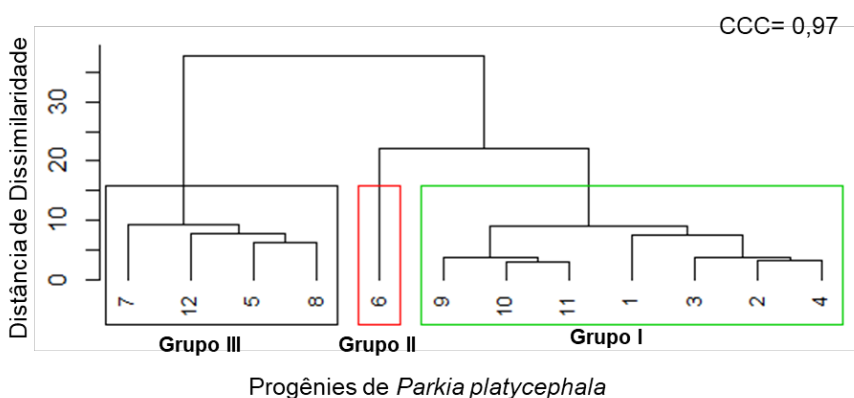 CCC= 0,97
Distância de Dissimilaridade
0 10 20 30
7 12 5 8 6 9 10 11 1 3 2 4
Grupo III Grupo II Grupo I
Progênies de Parkia platycephala